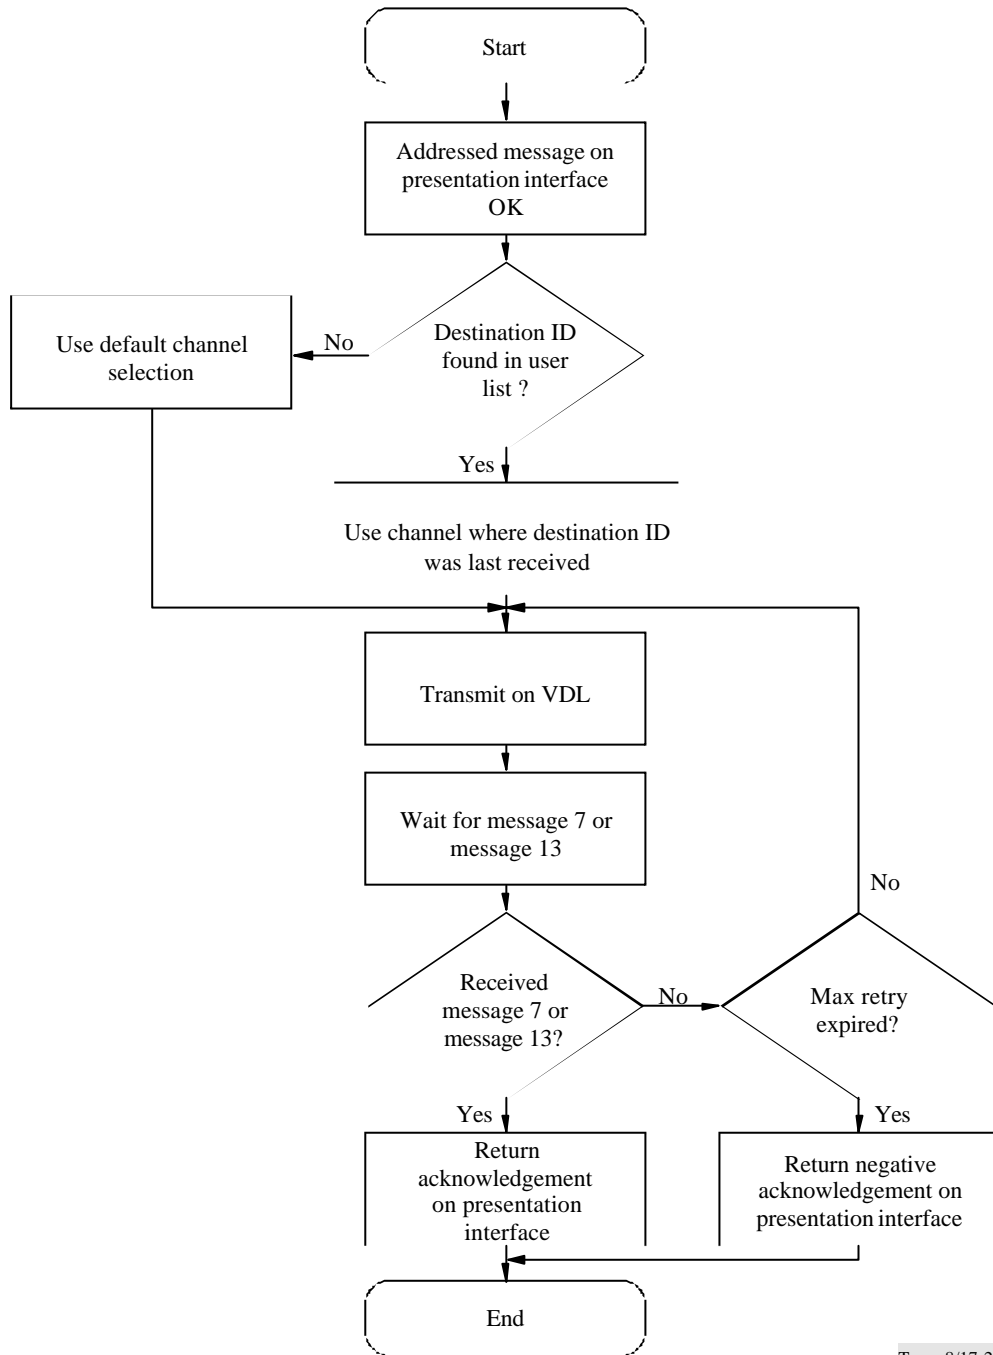 Start
Addressed message on
presentation interface
OK
Destination ID
found in user
list ?
No
Use default channel
selection
Yes
Use channel where destination ID
was last received
Transmit on VDL
Wait for message 7 or
message 13
Received
message 7 or
message 13?
No
Max retry
expired?
No
Yes
Return
acknowledgement
on presentation
interface
Yes
Return negative
acknowledgement on
presentation interface
End